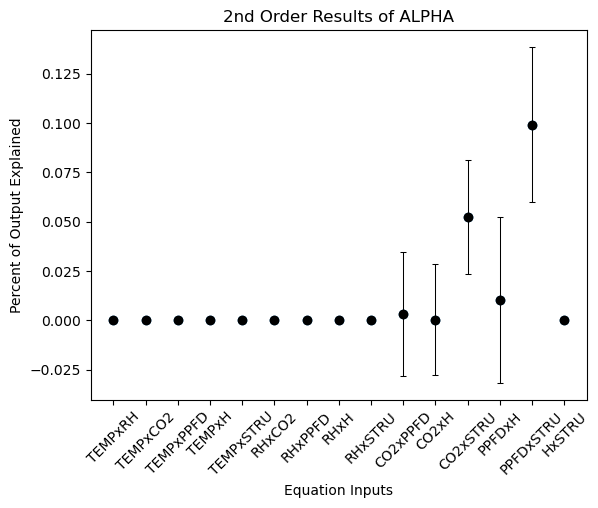 2nd Order Results of ALPHA
Percent of Output Explained
0.125
0.100
0.075
0.050
0.025
0.000
−0.025
TEMPxRH
TEMPxCO2
TEMPxPPFD
TEMPxH
TEMPxSTRU
RHxCO2
RHxPPFD
RHxH
RHxSTRU
CO2xPPFD
CO2xH
CO2xSTRU
PPFDxH
PPFDxSTRU
HxSTRU
Equation Inputs